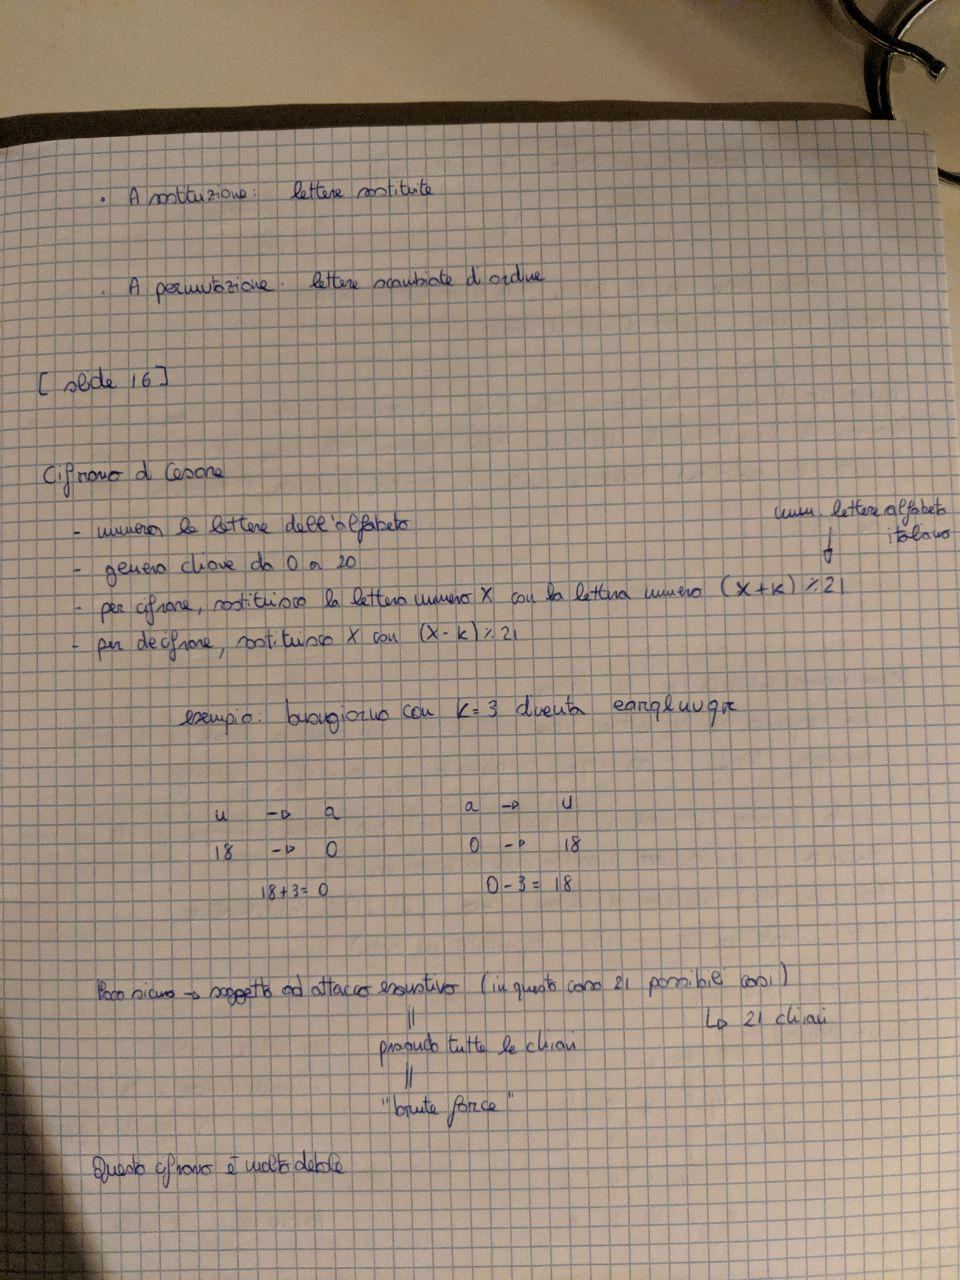 • A sostituzione: lettere sostituite
• A permutazione: lettere scambiate di ordine
[slide 16]
Cifrario di Cesare
- numero le lettere dell'alfabeto
num. lettere alfabeto
italiano
↓
- genero chiave da 0 a 20
- per cifrare, sostituisco la lettera numero X con la lettera numero (X+K) % 21
- per decifrare, sostituisco X con (X-K) % 21
esempio: buongiorno con K=3 diventa
u -> a a -> u
18 -> 0 0 -> 18
18+3= 0 0-3= 18
Poco sicuro → soggetto ad attacco esaustivo (in questo caso 21 possibili casi)
↳ 21 chiavi
||
provando tutte le chiavi
||
"brute force"
Questo cifrario è molto debole